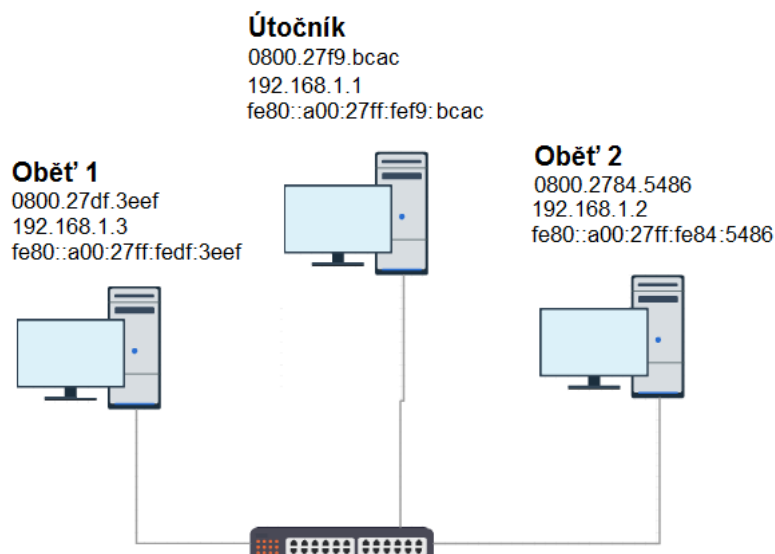 Útočník
0800.27f9.bcac
192.168.1.1
fe80::a00:27ff:fef9:bcac
Oběť 1
0800.27df.3eef
192.168.1.3
fe80::a00:27ff:fedf:3eef
Oběť 2
0800.2784.5486
192.168.1.2
fe80::a00:27ff:fe84:5486